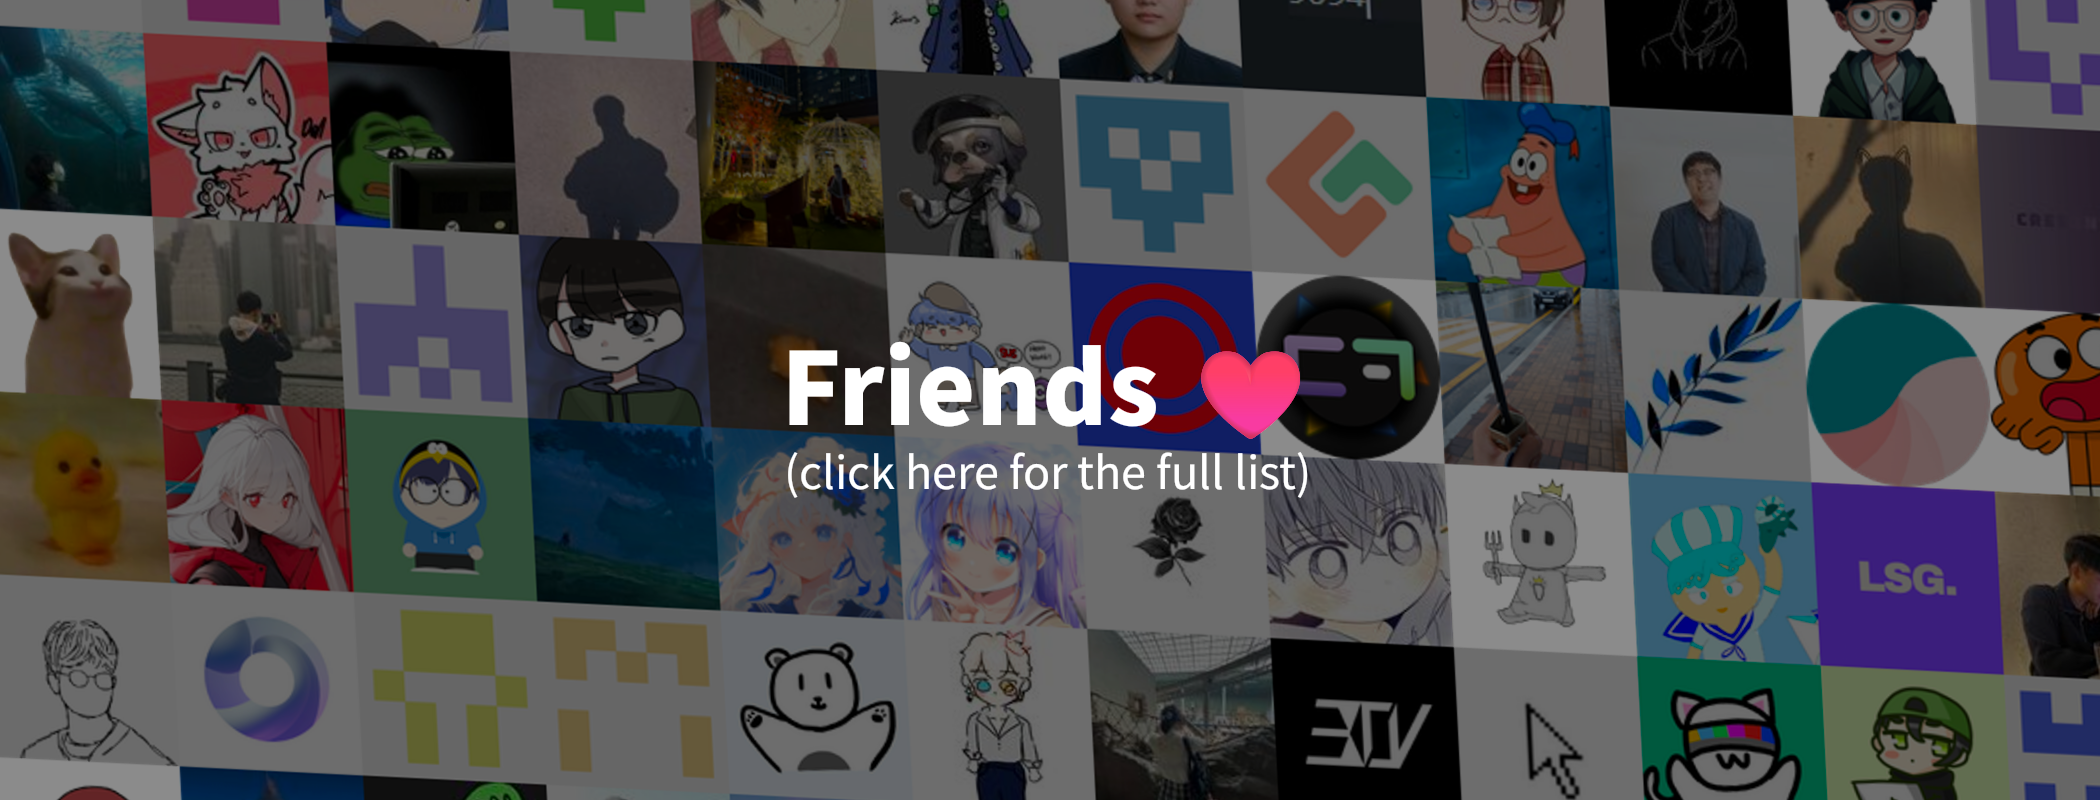 Friends ❤
(click here for the full list)
LSG.